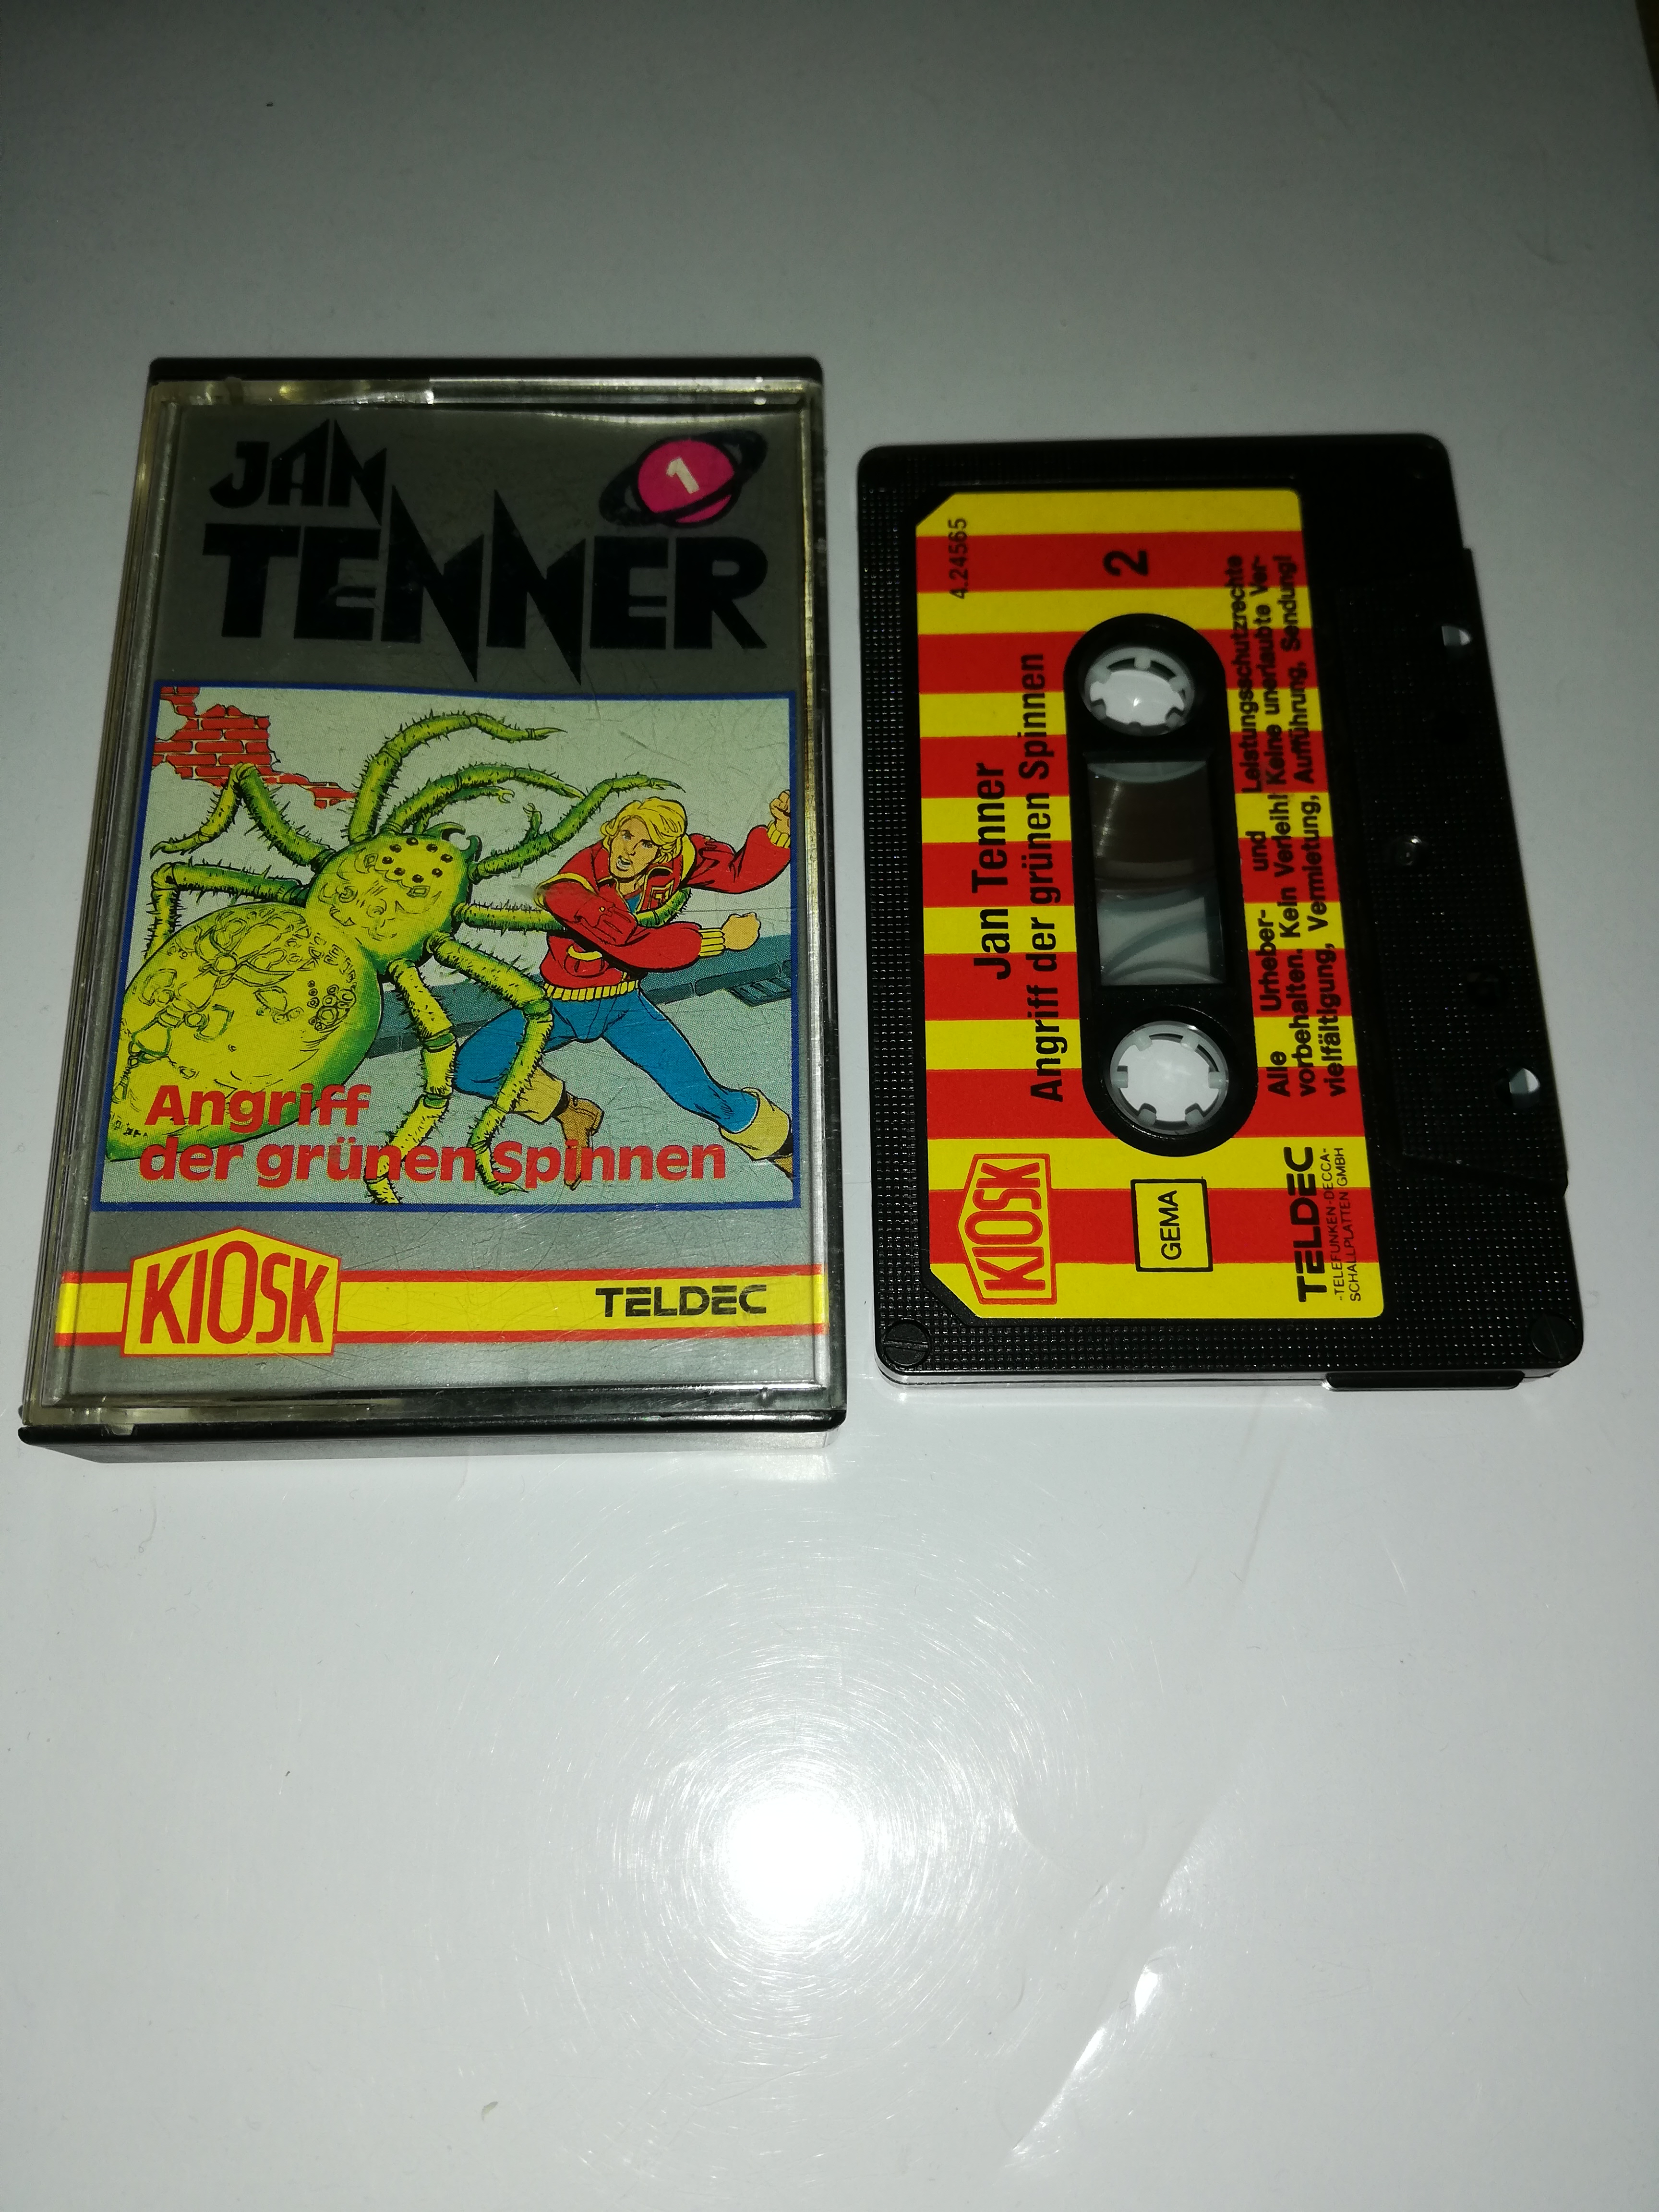 JAN
TENNER
1
Angriff
der grünen Spinnen
KIOSK
TELDEC
4.24565
2
Jan Tenner
Angriff der grünen Spinnen
KIOSK
GEMA
Alle Urheber- und Leistungsschutzrechte
vorbehalten. Kein Verleih! Keine unerlaubte Ver-
vielfältigung, Vermietung, Aufführung, Sendung!
TELDEC
-TELEFUNKEN-DECCA-
SCHALLPLATTEN GMBH